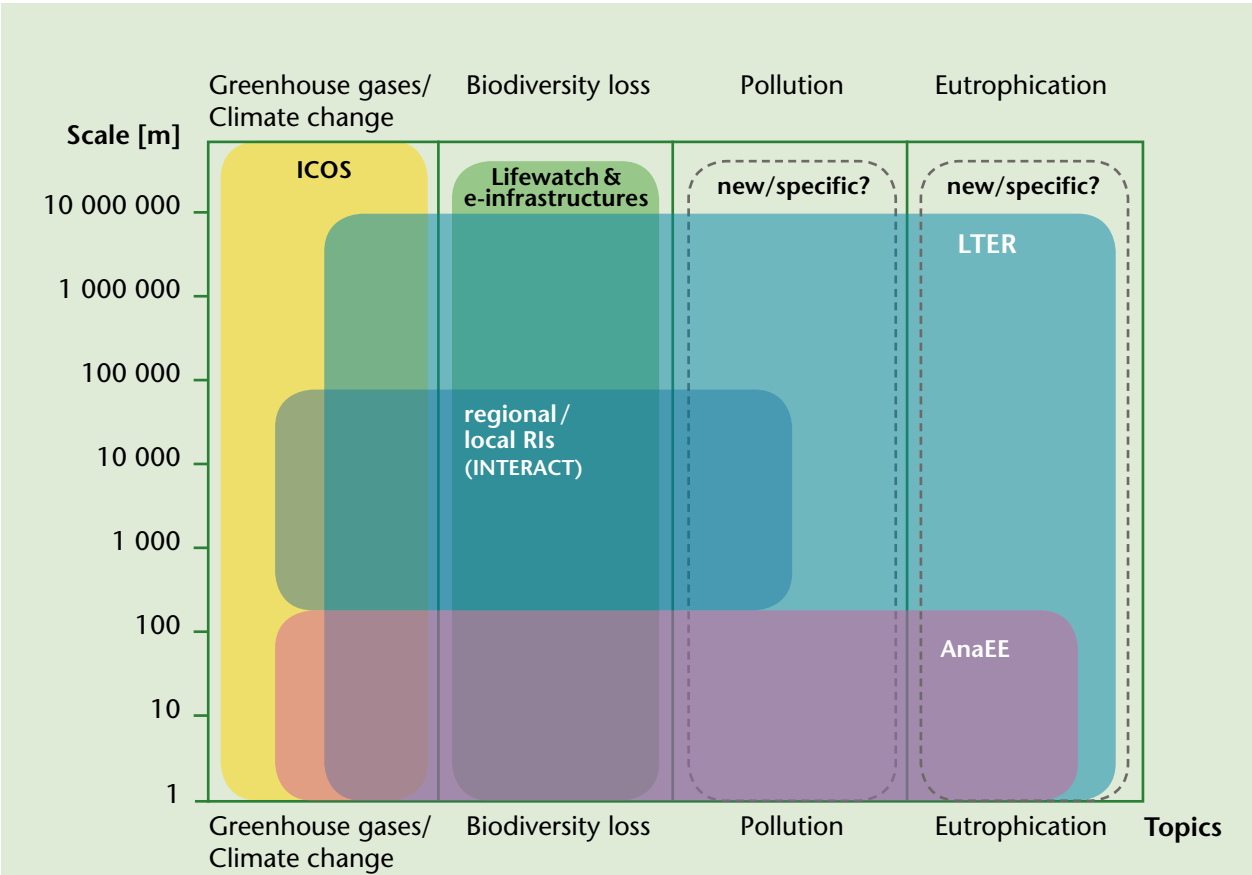 Greenhouse gases/
Climate change
Biodiversity loss
Pollution
Eutrophication
Scale [m]
ICOS
Lifewatch &
e-infrastructures
new/specific?
new/specific?
10 000 000
LTER
1 000 000
100 000
regional /
local RIs
(INTERACT)
10 000
1 000
100
AnaEE
10
1
Greenhouse gases/
Climate change
Biodiversity loss
Pollution
Eutrophication
Topics